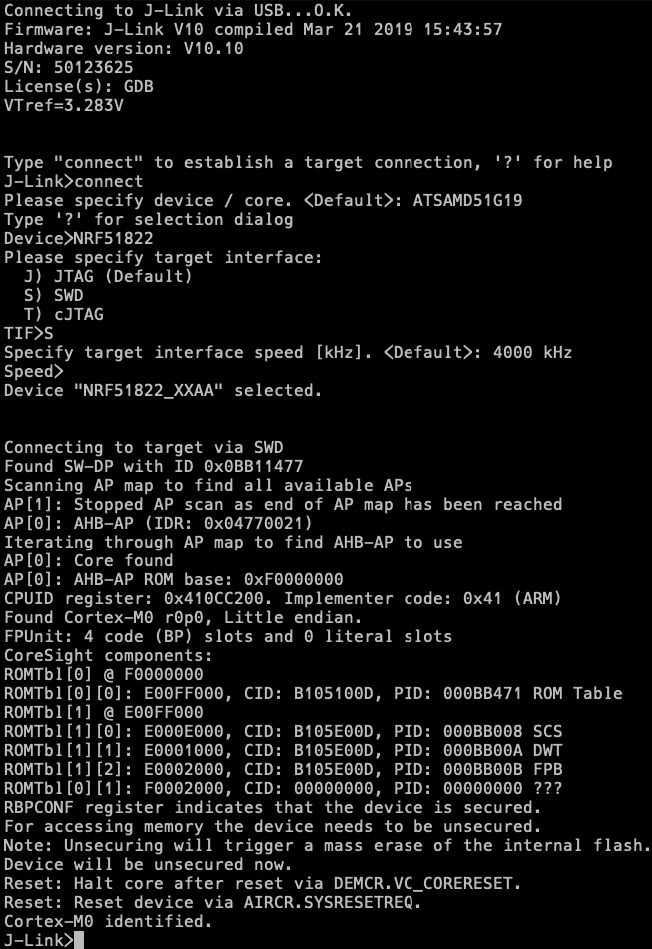 Connecting to J-Link via USB...O.K.
Firmware: J-Link V10 compiled Mar 21 2019 15:43:57
Hardware version: V10.10
S/N: 50123625
License(s): GDB
VTref=3.283V
Type "connect" to establish a target connection, '?' for help
J-Link>connect
Please specify device / core. <Default>: ATSAMD51G19
Type '?' for selection dialog
Device>NRF51822
Please specify target interface:
J) JTAG (Default)
S) SWD
T) cJTAG
TIF>S
Specify target interface speed [kHz]. <Default>: 4000 kHz
Speed>
Device "NRF51822_XXAA" selected.
Connecting to target via SWD
Found SW-DP with ID 0x0BB11477
Scanning AP map to find all available APs
AP[1]: Stopped AP scan as end of AP map has been reached
AP[0]: AHB-AP (IDR: 0x04770021)
Iterating through AP map to find AHB-AP to use
AP[0]: Core found
AP[0]: AHB-AP ROM base: 0xF0000000
CPUID register: 0x410CC200. Implementer code: 0x41 (ARM)
Found Cortex-M0 r0p0, Little endian.
FPUnit: 4 code (BP) slots and 0 literal slots
CoreSight components:
ROMTbl[0] @ F0000000
ROMTbl[0][0]: E00FF000, CID: B105100D, PID: 000BB471 ROM Table
ROMTbl[1] @ E00FF000
ROMTbl[1][0]: E000E000, CID: B105E00D, PID: 000BB008 SCS
ROMTbl[1][1]: E0001000, CID: B105E00D, PID: 000BB00A DWT
ROMTbl[1][2]: E0002000, CID: B105E00D, PID: 000BB00B FPB
ROMTbl[0][1]: F0002000, CID: 00000000, PID: 00000000 ???
RBPCONF register indicates that the device is secured.
For accessing memory the device needs to be unsecured.
Note: Unsecuring will trigger a mass erase of the internal flash.
Device will be unsecured now.
Reset: Halt core after reset via DEMCR.VC_CORERESET.
Reset: Reset device via AIRCR.SYSRESETREQ.
Cortex-M0 identified.
J-Link>